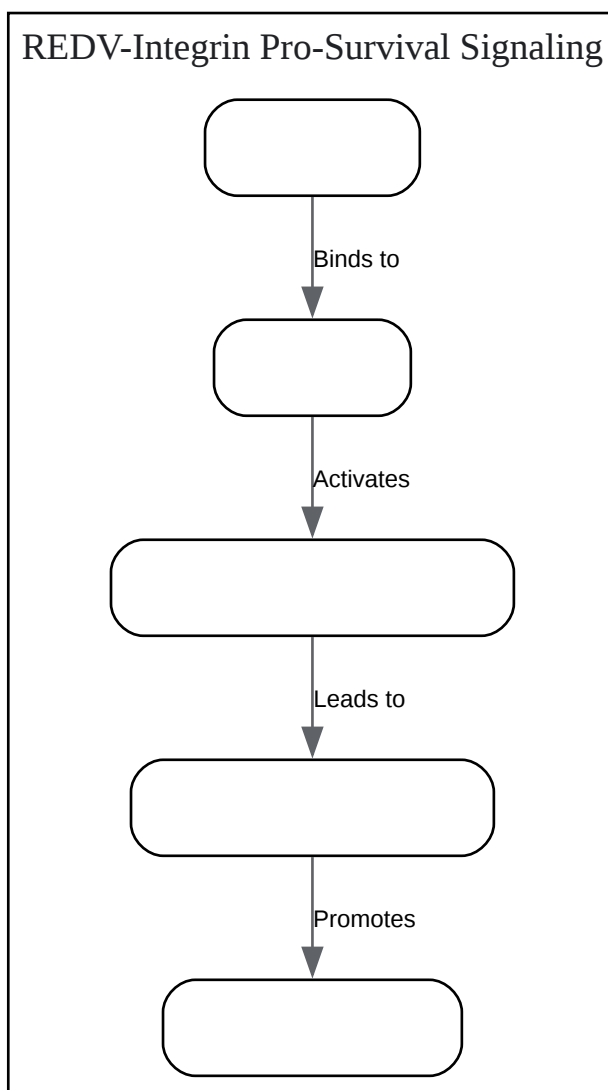 REDV-Integrin Pro-Survival Signaling
Binds to
Activates
Leads to
Promotes